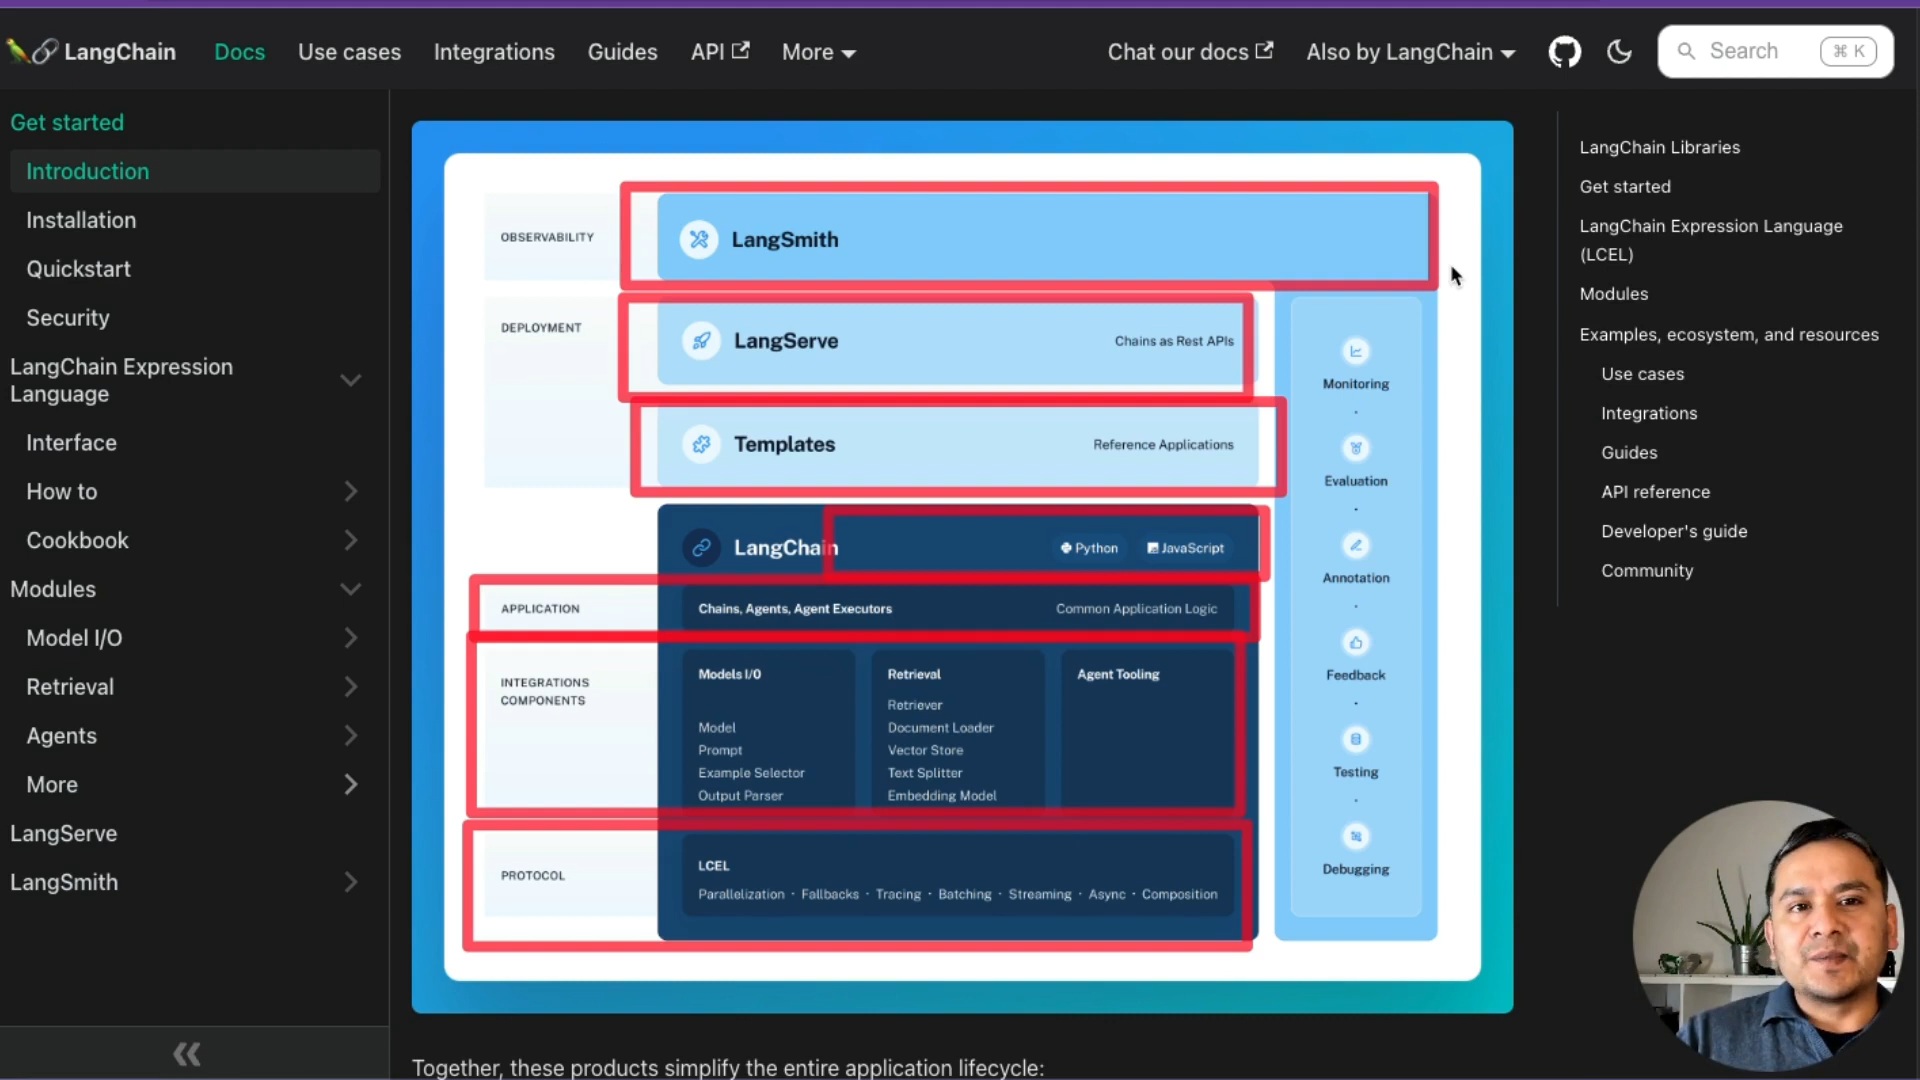 LangChain
Docs
Use cases
Integrations
Guides
API
More
Chat our docs
Also by LangChain
Search
⌘ K
Get started
Introduction
Installation
Quickstart
Security
LangChain Expression
Language
Interface
How to
Cookbook
Modules
Model I/O
Retrieval
Agents
More
LangServe
LangSmith
OBSERVABILITY
LangSmith
DEPLOYMENT
LangServe
Chains as Rest APIs
Templates
Reference Applications
LangChain
Python
JavaScript
APPLICATION
Chains, Agents, Agent Executors
Common Application Logic
INTEGRATIONS
COMPONENTS
Models I/O
Model
Prompt
Example Selector
Output Parser
Retrieval
Retriever
Document Loader
Vector Store
Text Splitter
Embedding Model
Agent Tooling
PROTOCOL
LCEL
Parallelization · Fallbacks · Tracing · Batching · Streaming · Async · Composition
Monitoring
Evaluation
Annotation
Feedback
Testing
Debugging
Together, these products simplify the entire application lifecycle:
LangChain Libraries
Get started
LangChain Expression Language
(LCEL)
Modules
Examples, ecosystem, and resources
Use cases
Integrations
Guides
API reference
Developer's guide
Community